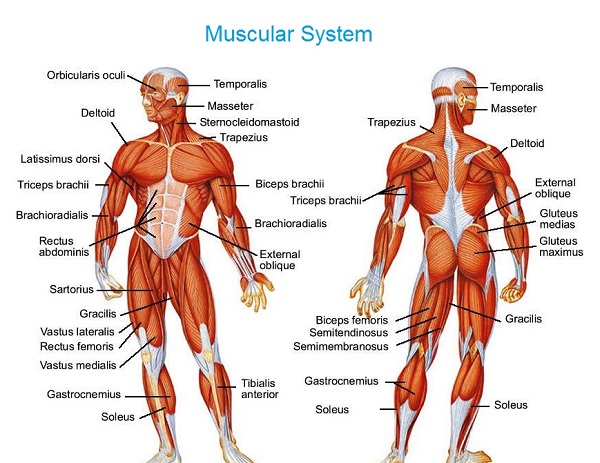 Muscular System
Orbicularis oculi
Temporalis
Masseter
Deltoid
Sternocleidomastoid
Trapezius
Latissimus dorsi
Triceps brachii
Biceps brachii
Brachioradialis
Brachioradialis
Rectus
abdominis
External
oblique
Sartorius
Gracilis
Vastus lateralis
Rectus femoris
Vastus medialis
Gastrocnemius
Tibialis
anterior
Soleus
Temporalis
Masseter
Trapezius
Deltoid
Triceps brachii
External
oblique
Gluteus
medias
Gluteus
maximus
Biceps femoris
Semitendinosus
Semimembranosus
Gracilis
Gastrocnemius
Soleus
Soleus